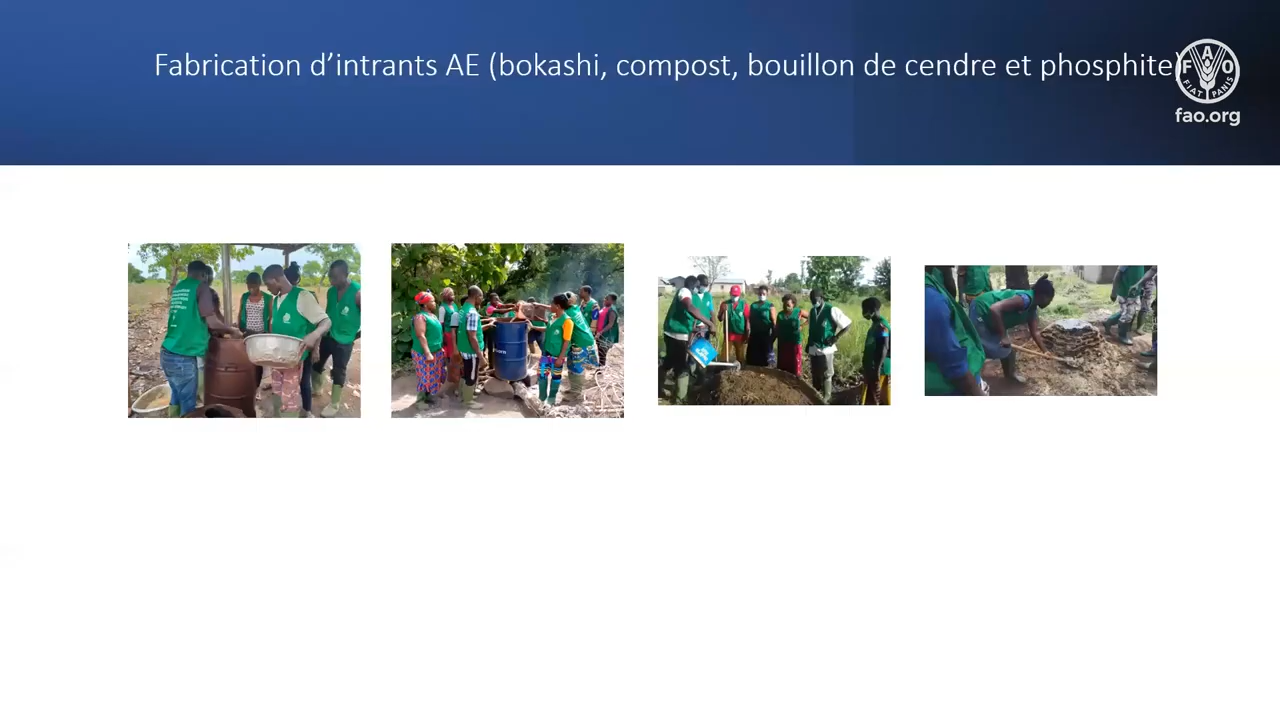 Fabrication d’intrants AE (bokashi, compost, bouillon de cendre et phosphite)
F A O
FIAT PANIS
fao.org